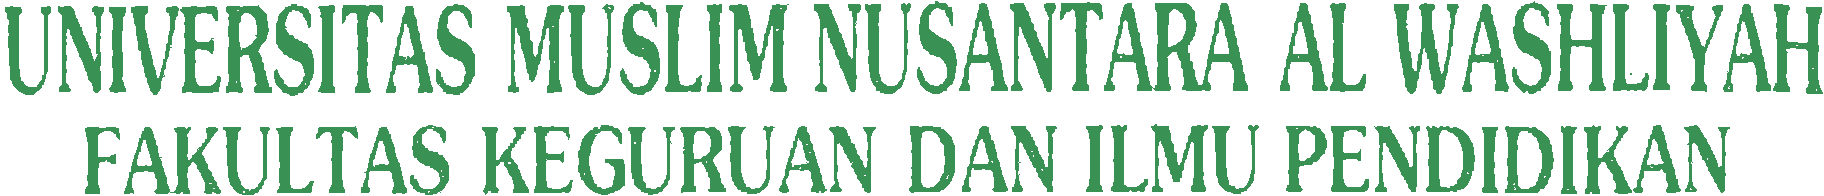 UNIVERSITAS MUSLIM NUSANTARA AL WASHLIYAH
FAKULTAS KEGURUAN DAN ILMU PENDIDIKAN